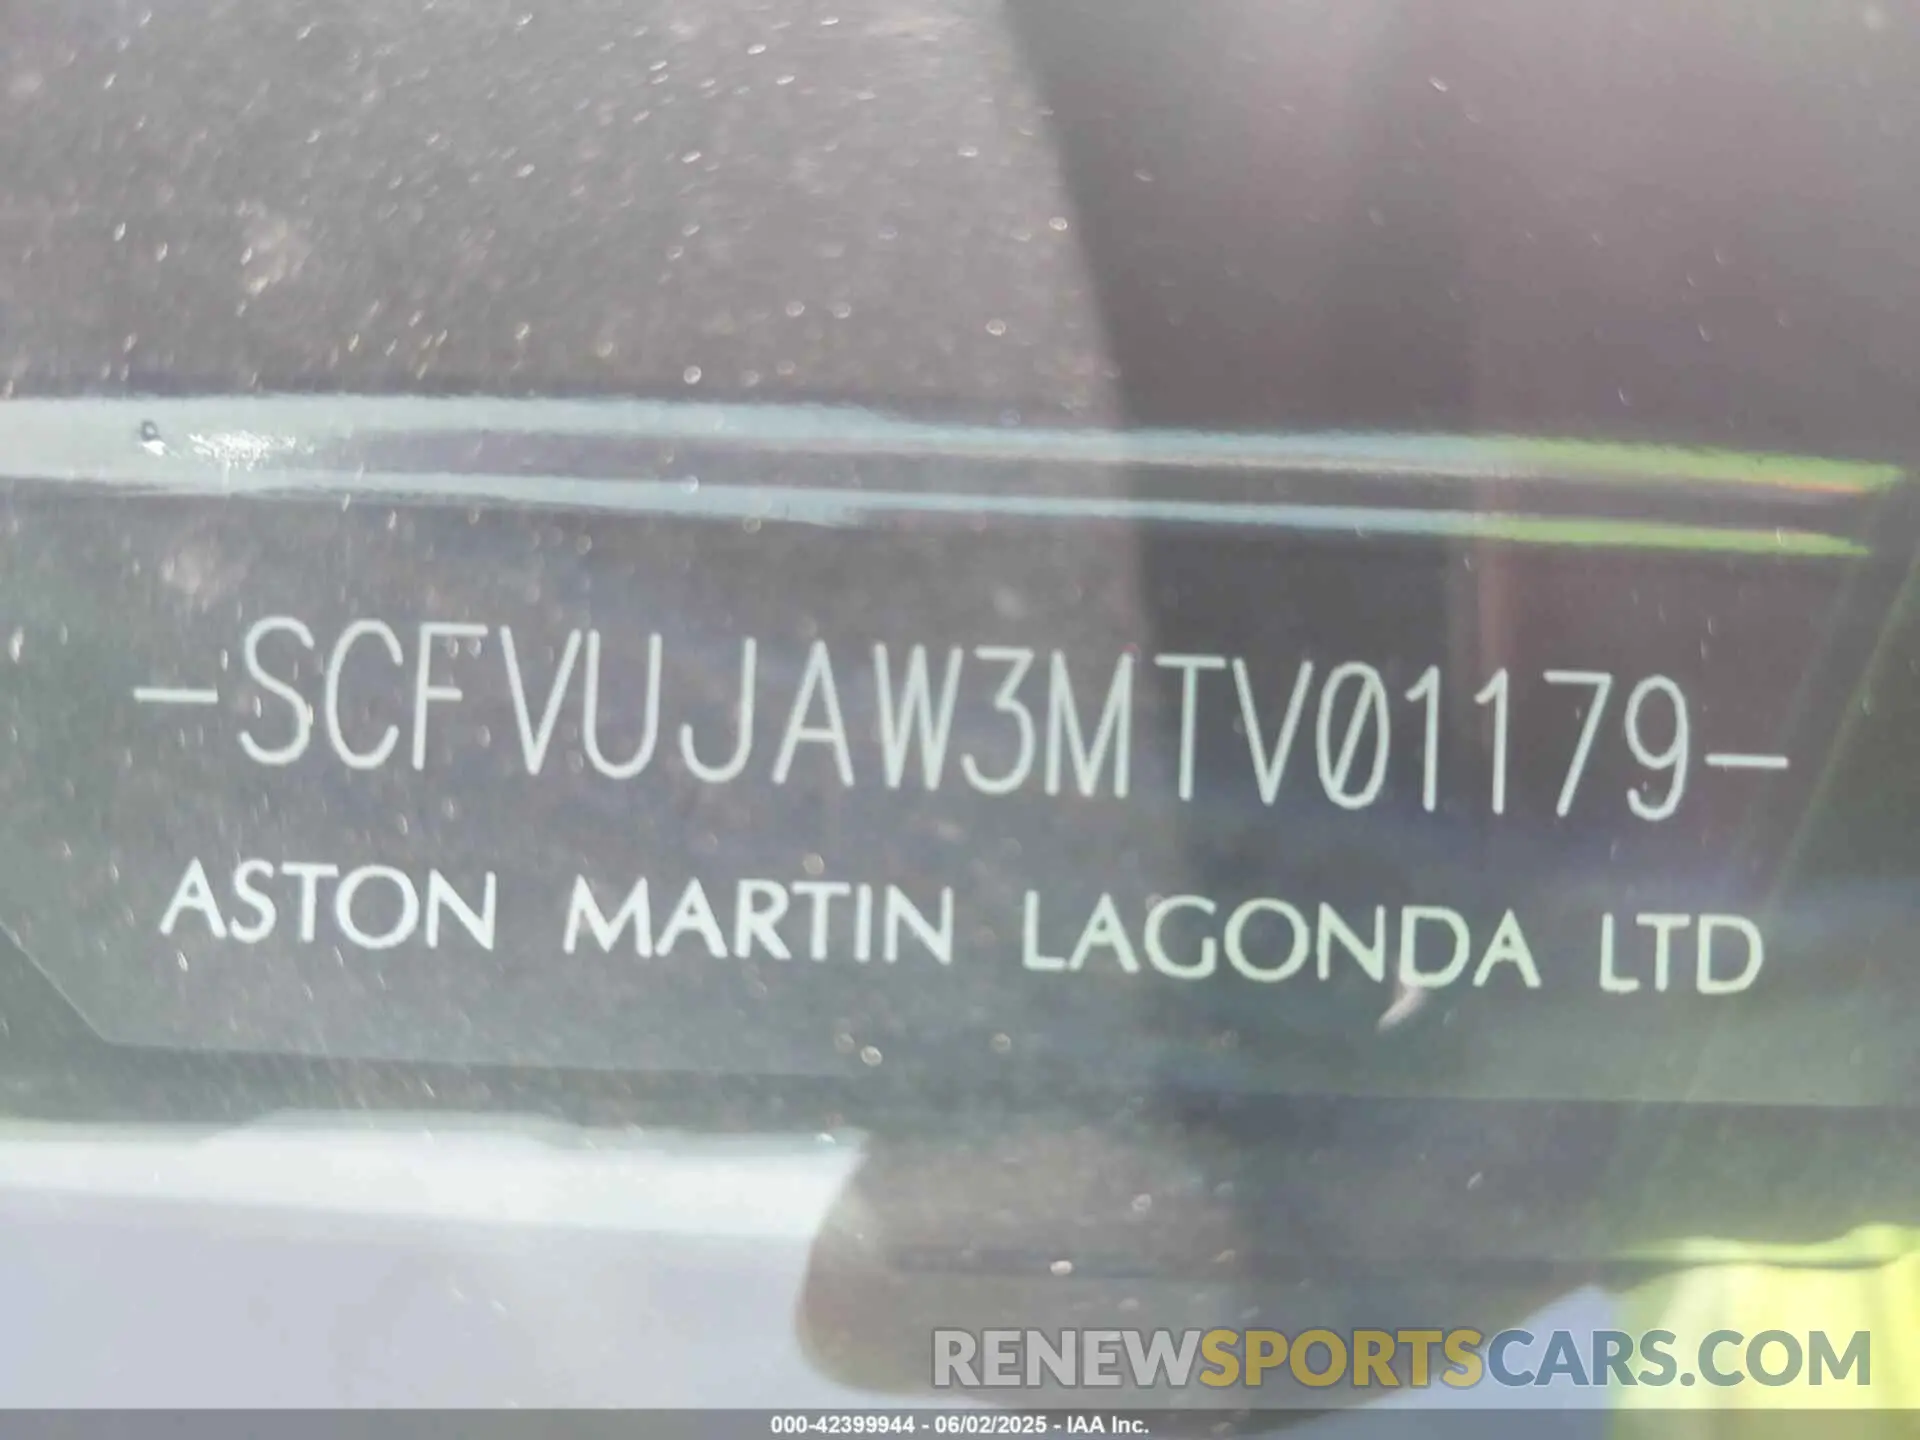 -SCFVUJAW3MTV01179-
ASTON MARTIN LAGONDA LTD
RENEWSPORTSCARS.COM
000-42399944 - 06/02/2025 - IAA Inc.